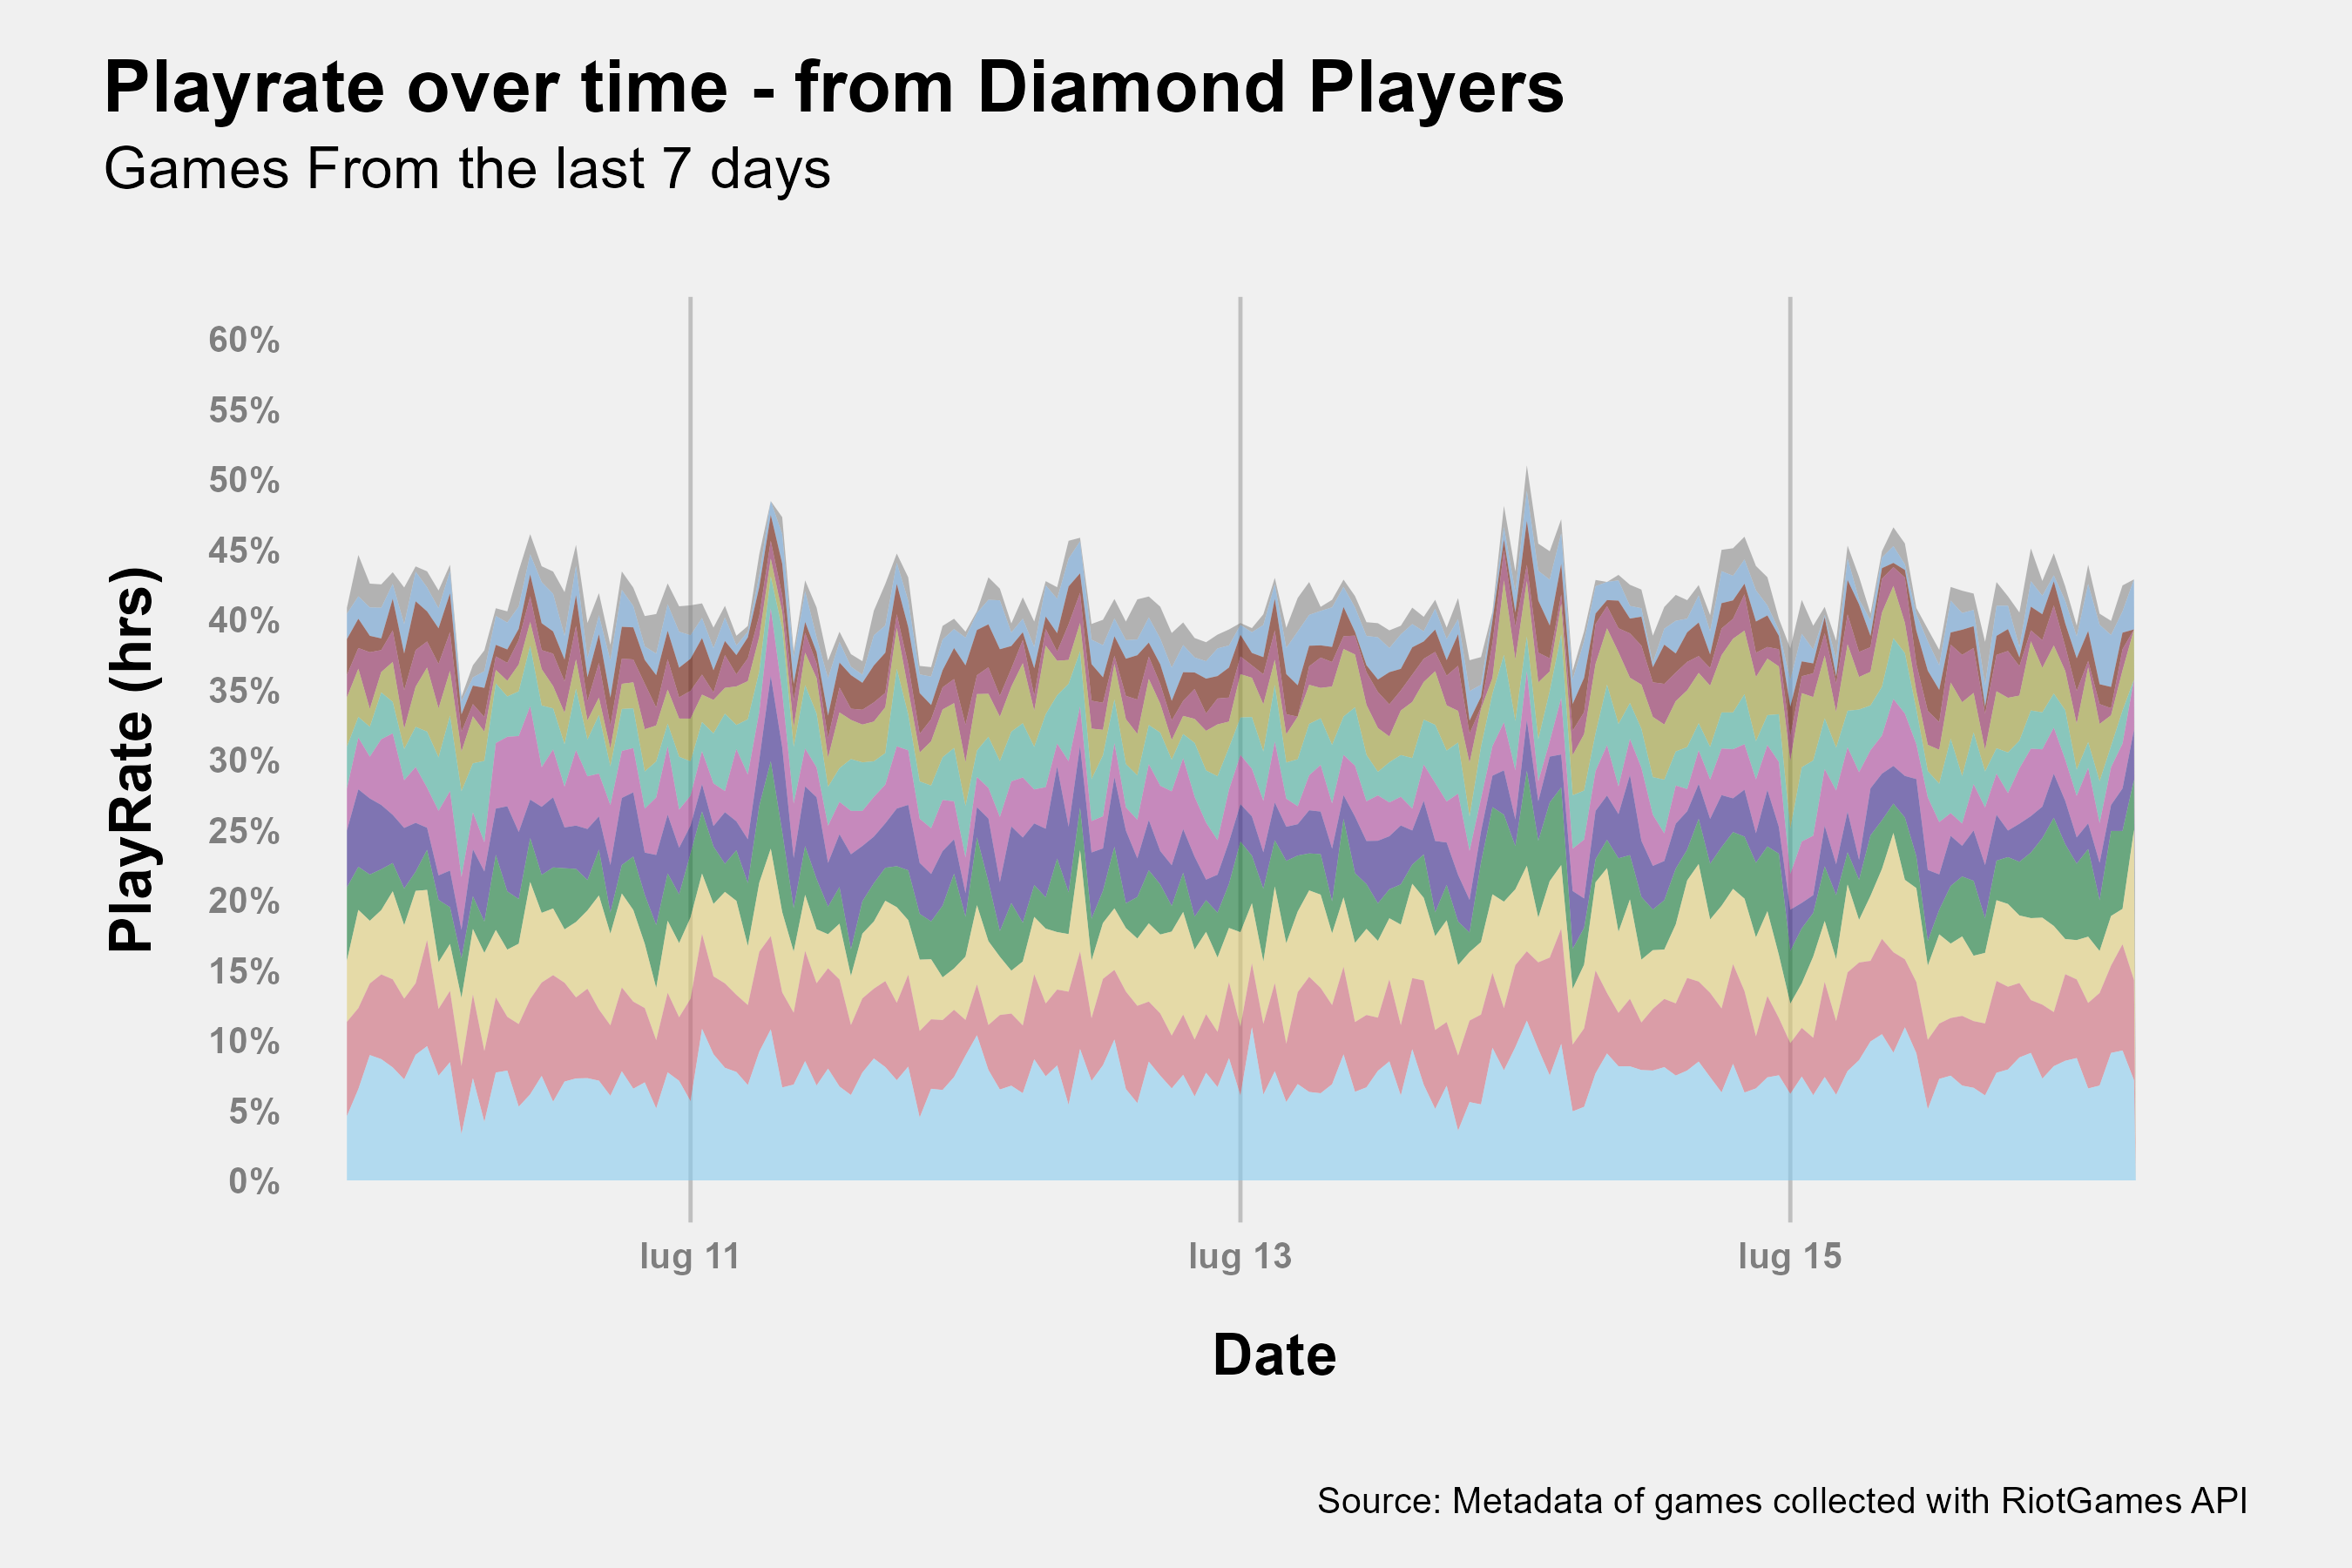 Playrate over time - from Diamond Players
Games From the last 7 days
60%
55%
50%
45%
40%
35%
30%
25%
20%
15%
10%
5%
0%
PlayRate (hrs)
lug 11
lug 13
lug 15
Date
Source: Metadata of games collected with RiotGames API